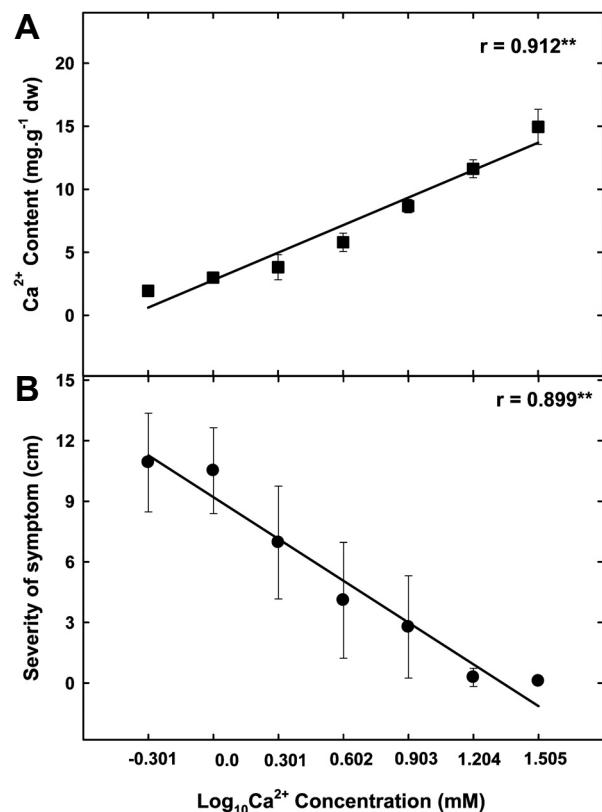 A
r = 0.912**
Ca²⁺ Content (mg.g⁻¹ dw)
20
15
10
5
0
B
r = 0.899**
Severity of symptom (cm)
15
12
9
6
3
0
-0.301 0.0 0.301 0.602 0.903 1.204 1.505
Log₁₀Ca²⁺ Concentration (mM)